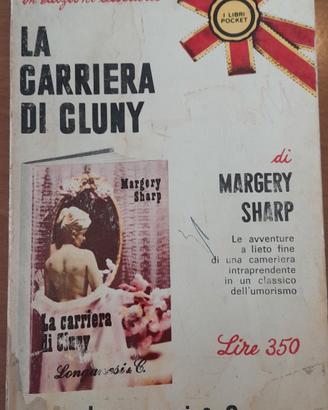 I LIBRI
POCKET
LA
CARRIERA
DI CLUNY
di
MARGERY
SHARP
Le avventure
a lieto fine
di una cameriera
intraprendente
in un classico
dell'umorismo
Lire 350
Margery
Sharp
La carriera
di Cluny
Longanesi & C.